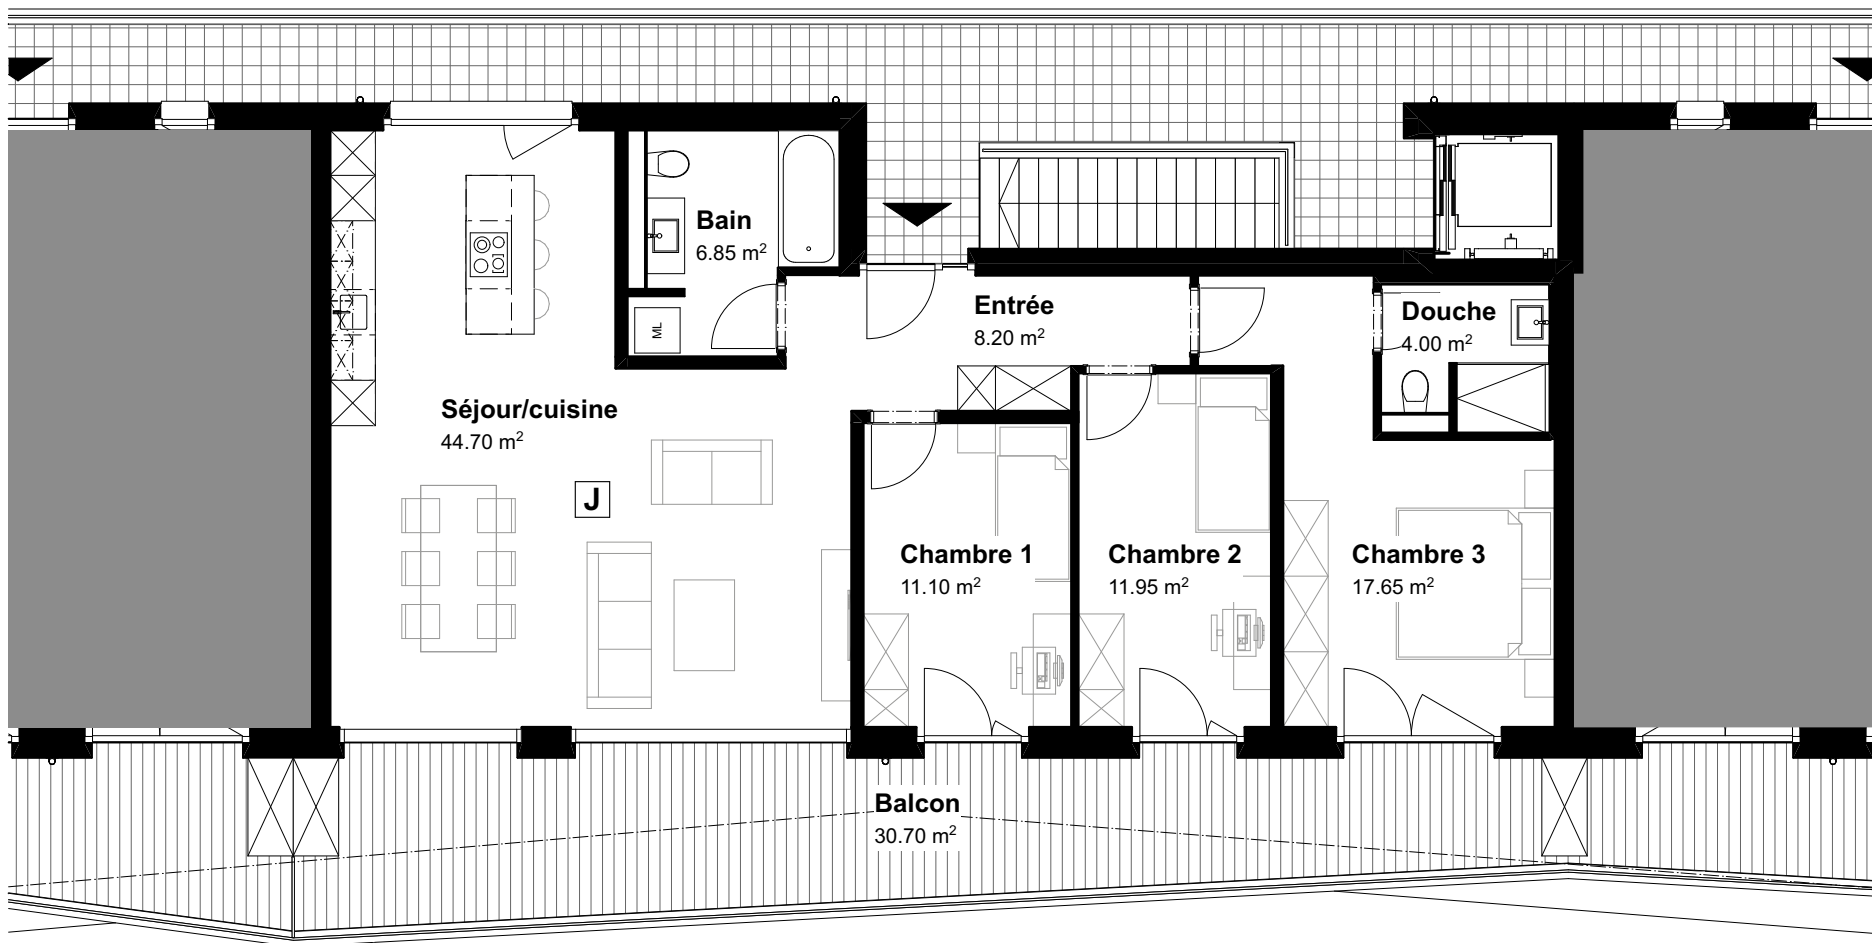 Bain
6.85 m²
ML
Entrée
8.20 m²
Douche
4.00 m²
Séjour/cuisine
44.70 m²
J
Chambre 1
11.10 m²
Chambre 2
11.95 m²
Chambre 3
17.65 m²
Balcon
30.70 m²